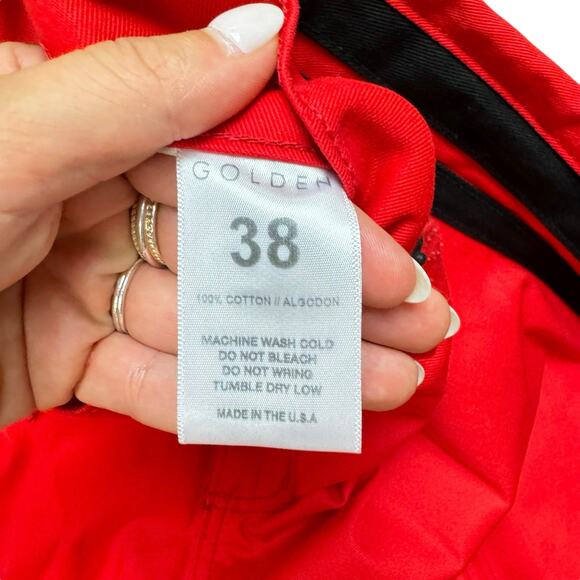 GOLDEN
38
100% COTTON // ALGODON
MACHINE WASH COLD
DO NOT BLEACH
DO NOT WRING
TUMBLE DRY LOW
MADE IN THE U.S.A